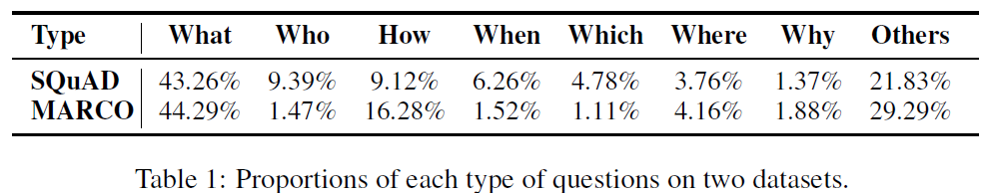 Type What Who How When Which Where Why Others
SQuAD 43.26% 9.39% 9.12% 6.26% 4.78% 3.76% 1.37% 21.83%
MARCO 44.29% 1.47% 16.28% 1.52% 1.11% 4.16% 1.88% 29.29%
Table 1: Proportions of each type of questions on two datasets.